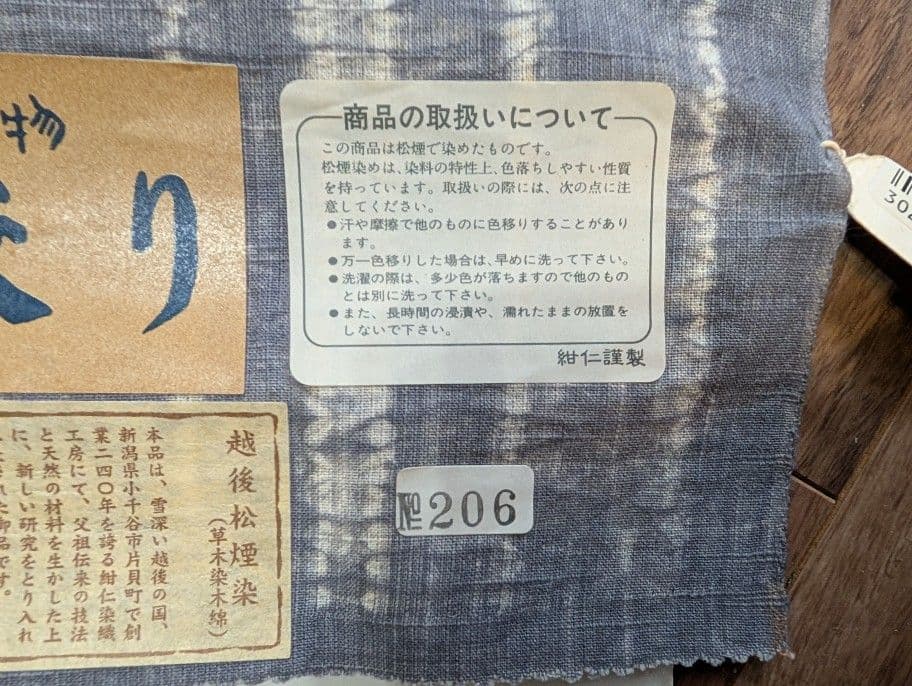 物
り
商品の取扱いについて
この商品は松煙で染めたものです。
松煙染めは、染料の特性上、色落ちしやすい性質
を持っています。取扱いの際には、次の点に注
意してください。
●汗や摩擦で他のものに色移りすることがあり
ます。
●万一色移りした場合は、早めに洗って下さい。
●洗濯の際は、多少色が落ちますので他のもの
とは別に洗って下さい。
●また、長時間の浸漬や、濡れたままの放置を
しないで下さい。
紺仁謹製
302
№206
越後松煙染
(草木染木綿)
本品は、雪深い越後の国、
新潟県小千谷市片貝町で創
業二四〇年を誇る紺仁染織
工房にて、父祖伝来の技法
と天然の材料を生かした上
に、新しい研究をとり入れ